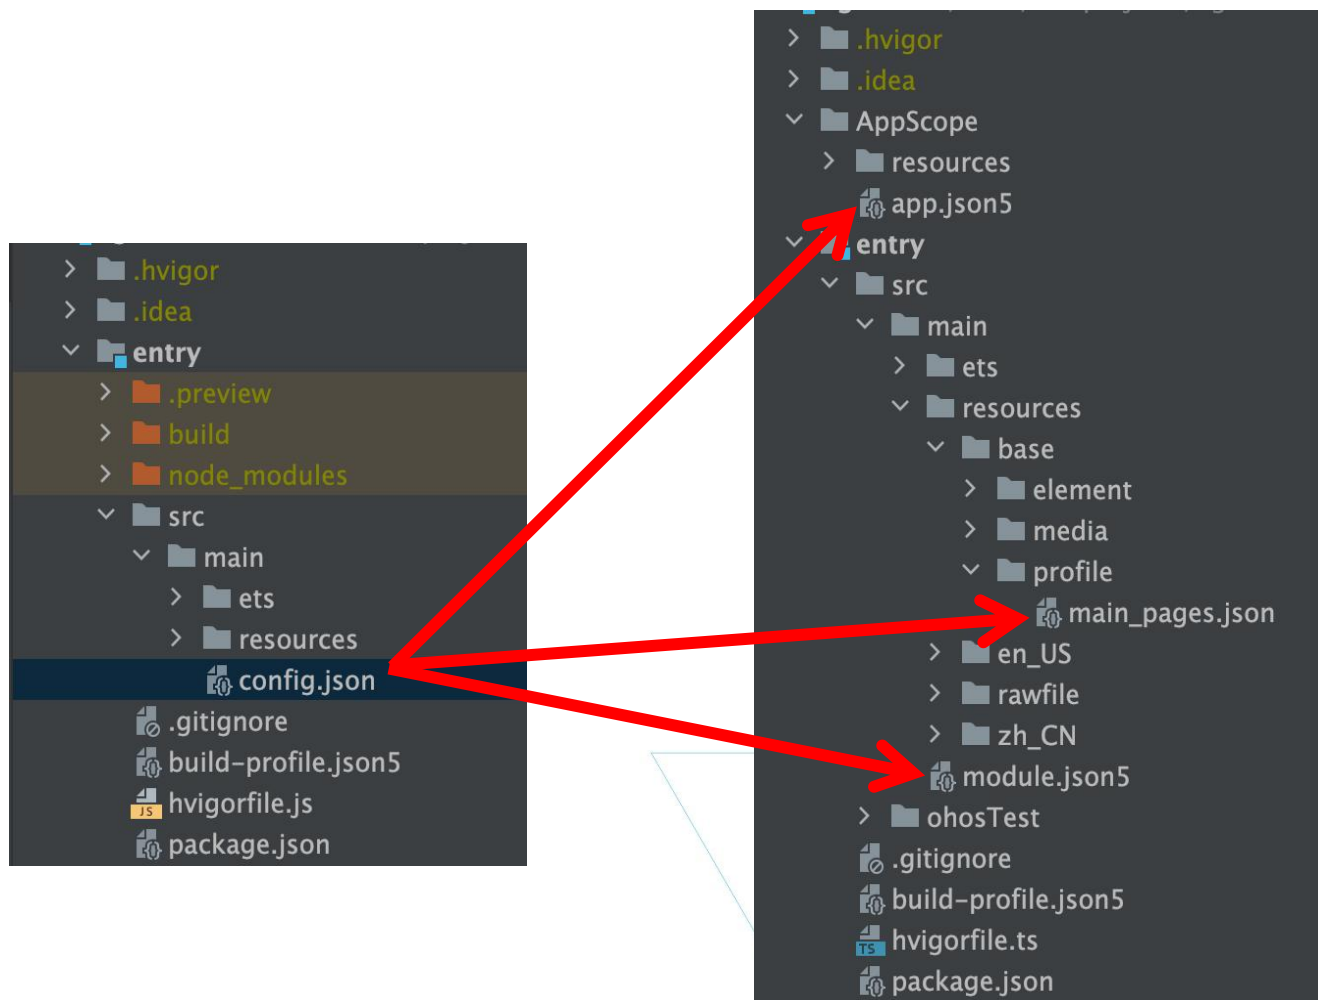 .hvigor
.idea
entry
.preview
build
node_modules
src
main
ets
resources
config.json
.gitignore
build-profile.json5
JS hvigorfile.js
package.json
.hvigor
.idea
AppScope
resources
app.json5
entry
src
main
ets
resources
base
element
media
profile
main_pages.json
en_US
rawfile
zh_CN
module.json5
ohosTest
.gitignore
build-profile.json5
TS hvigorfile.ts
package.json